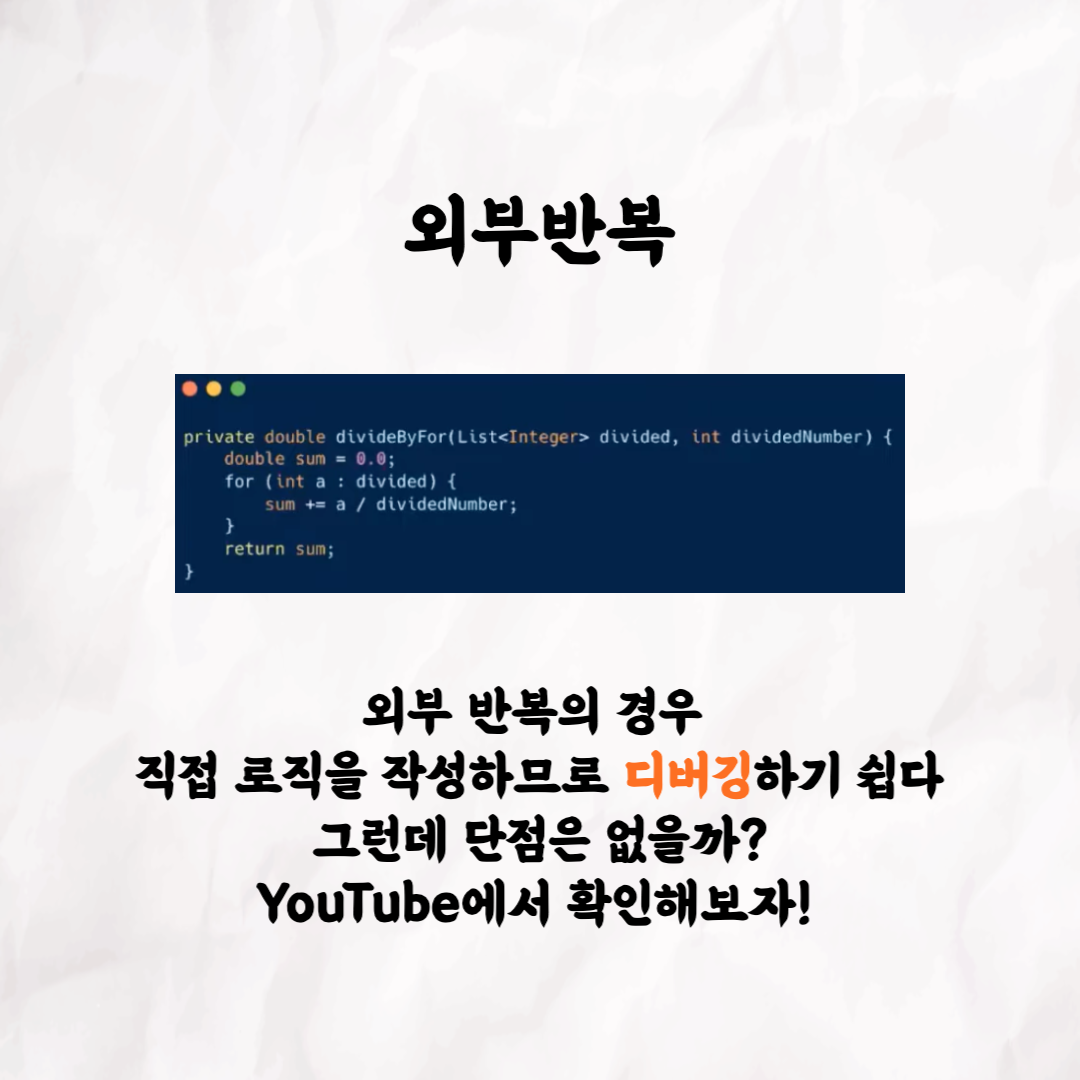 외부반복
private double divideByFor(List<Integer> divided, int dividedNumber) {
    double sum = 0.0;
    for (int a : divided) {
        sum += a / dividedNumber;
    }
    return sum;
}
외부 반복의 경우
직접 로직을 작성하므로 디버깅하기 쉽다
그런데 단점은 없을까?
YouTube에서 확인해보자!